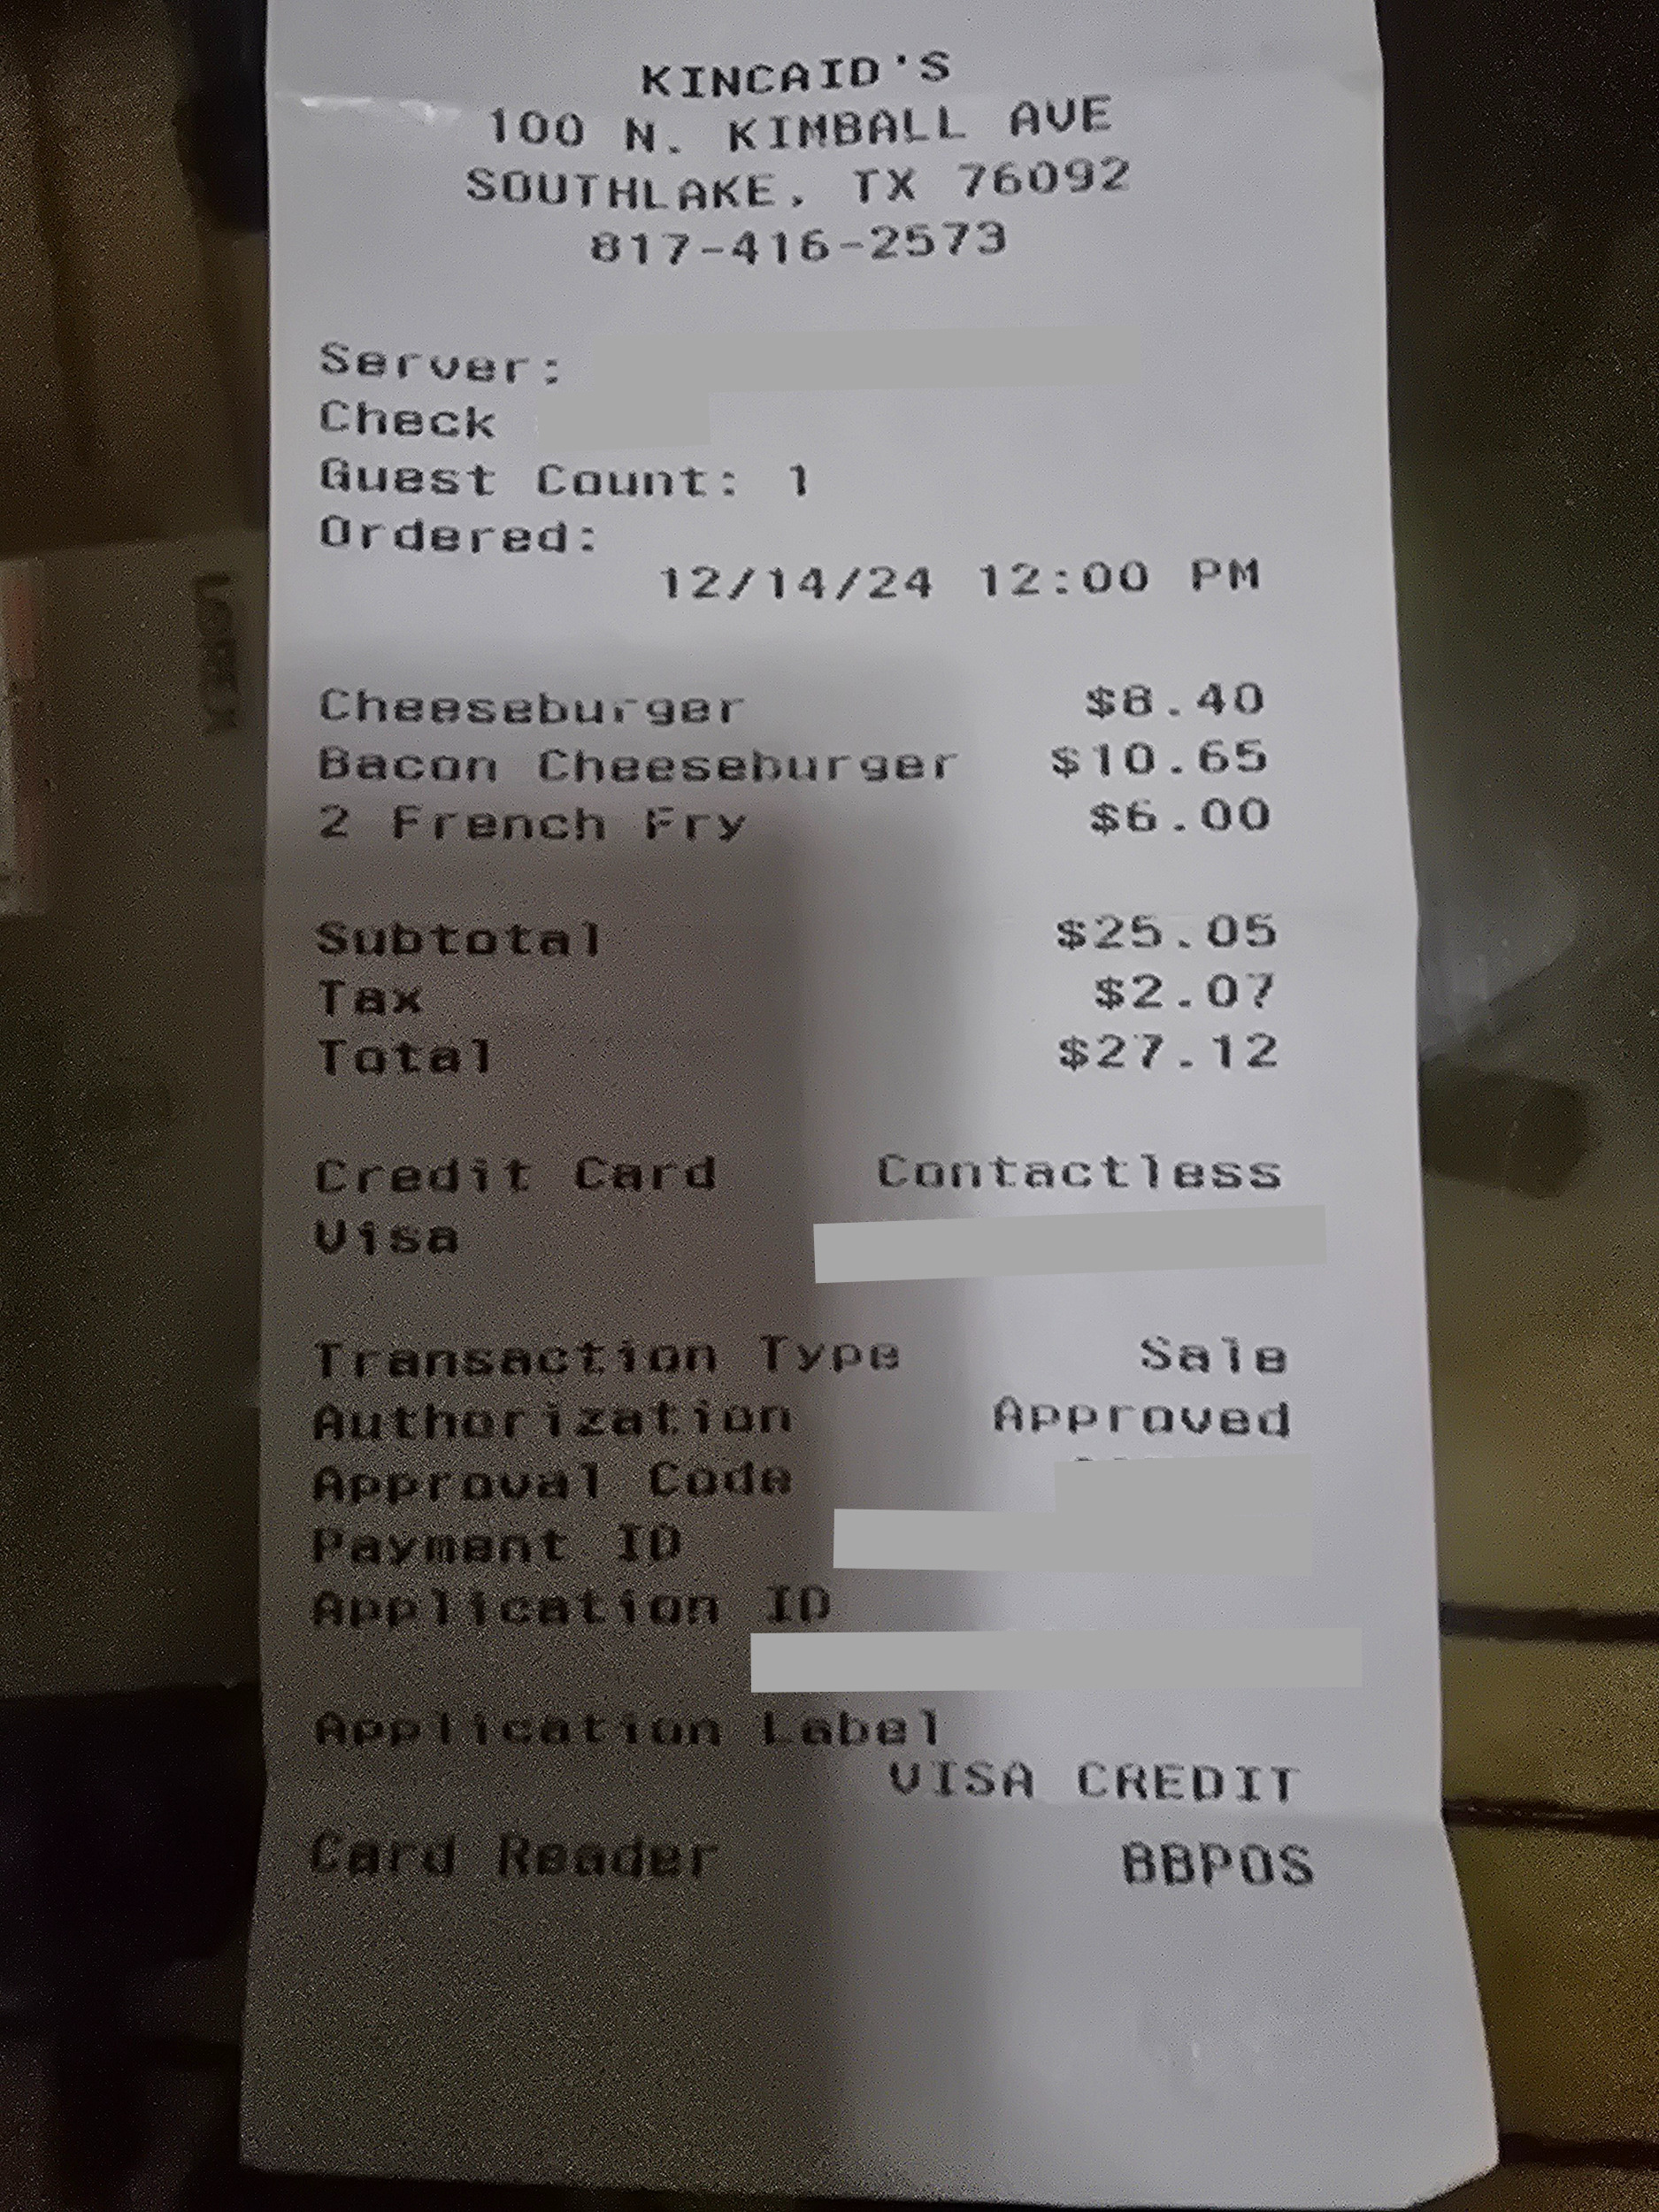 KINCAID'S
100 N. KIMBALL AVE
SOUTHLAKE, TX 76092
817-416-2573
Server:
Check
Guest Count: 1
Ordered:
12/14/24 12:00 PM
Cheeseburger $8.40
Bacon Cheeseburger $10.65
2 French Fry $6.00
Subtotal $25.05
Tax $2.07
Total $27.12
Credit Card Contactless
Visa
Transaction Type Sale
Authorization Approved
Approval Code
Payment ID
Application ID
Application Label
VISA CREDIT
Card Reader BBPOS